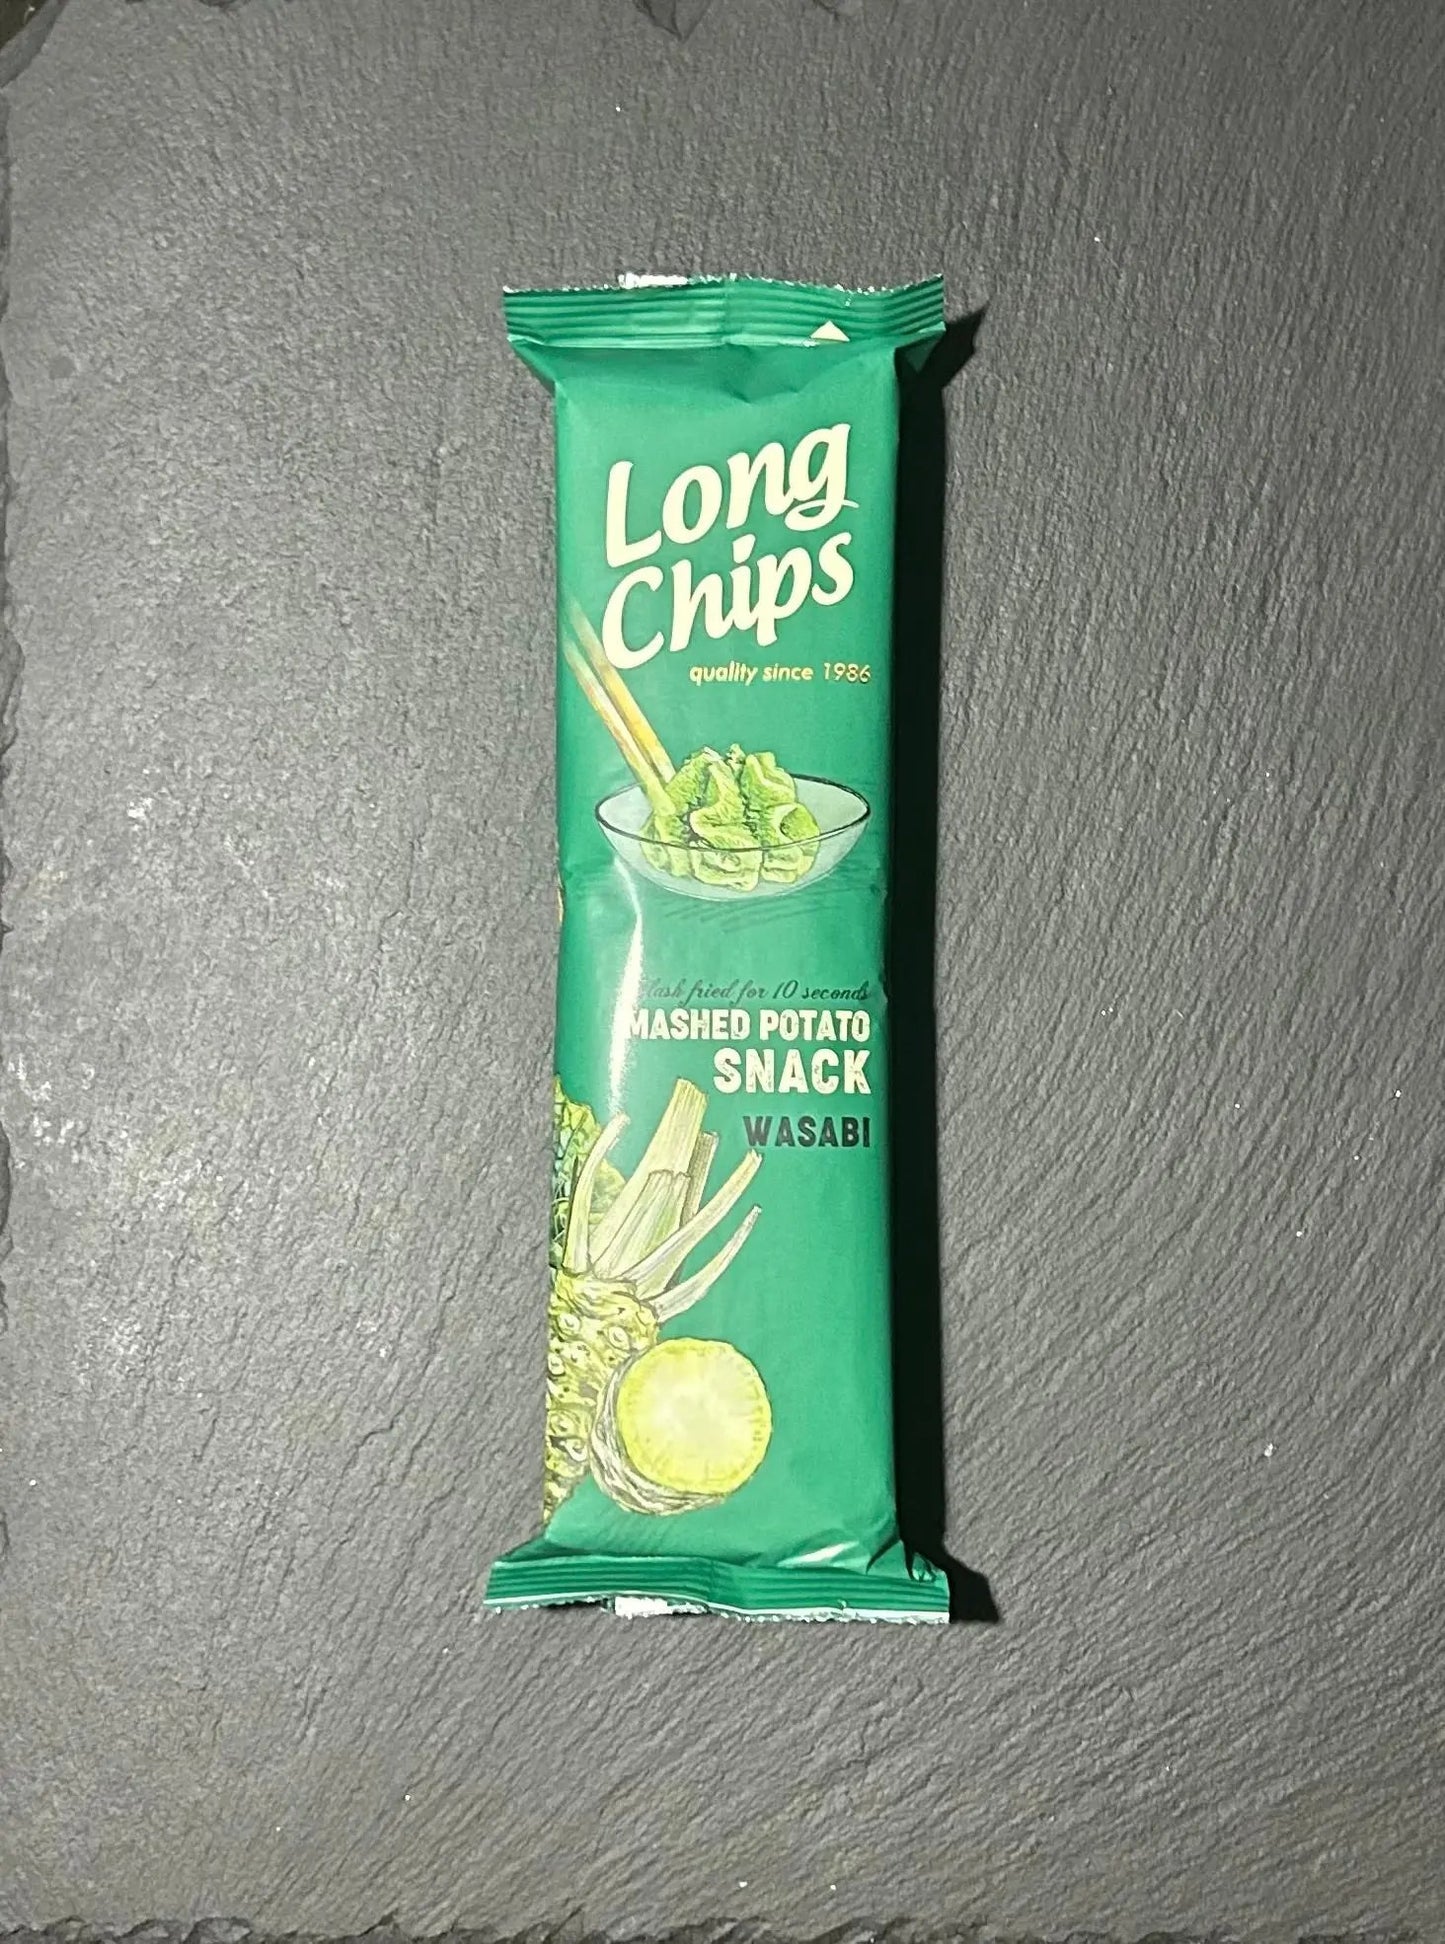 Long
Chips
quality since 1986
flash fried for 10 seconds
MASHED POTATO
SNACK
WASABI